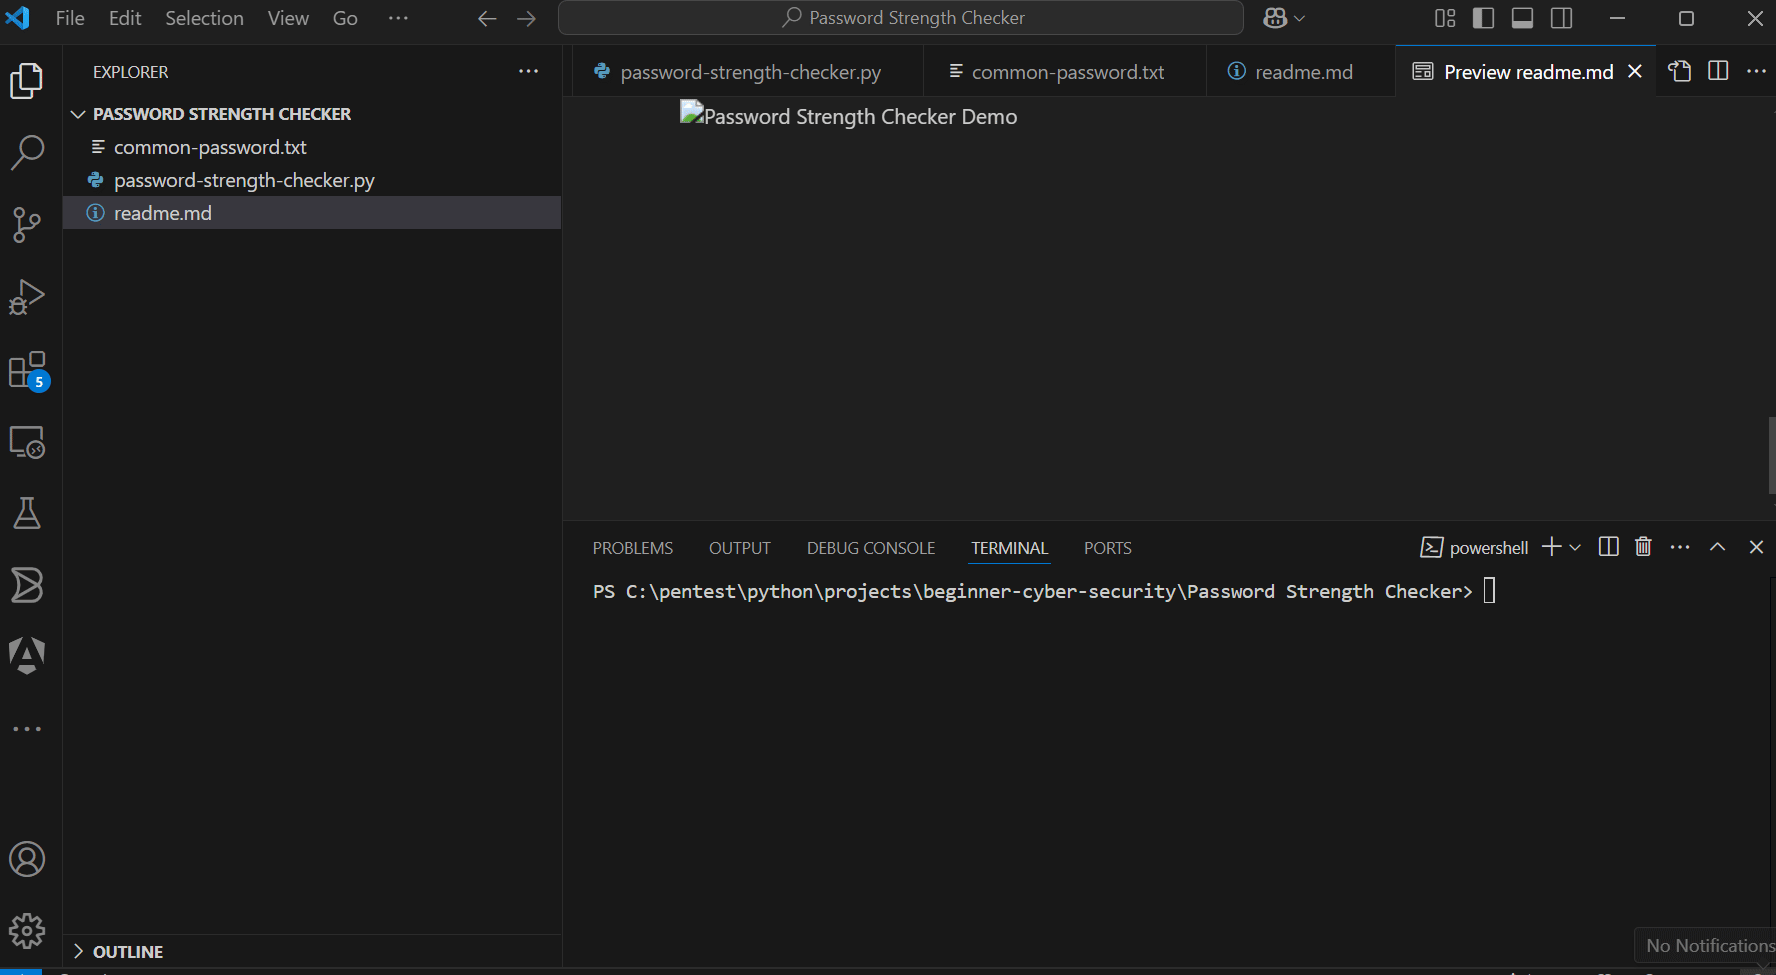 File Edit Selection View Go ···
Password Strength Checker
EXPLORER
password-strength-checker.py
common-password.txt
readme.md
Preview readme.md
PASSWORD STRENGTH CHECKER
common-password.txt
password-strength-checker.py
readme.md
Password Strength Checker Demo
5
PROBLEMS OUTPUT DEBUG CONSOLE TERMINAL PORTS
powershell
PS C:\pentest\python\projects\beginner-cyber-security\Password Strength Checker>
OUTLINE
No Notifications